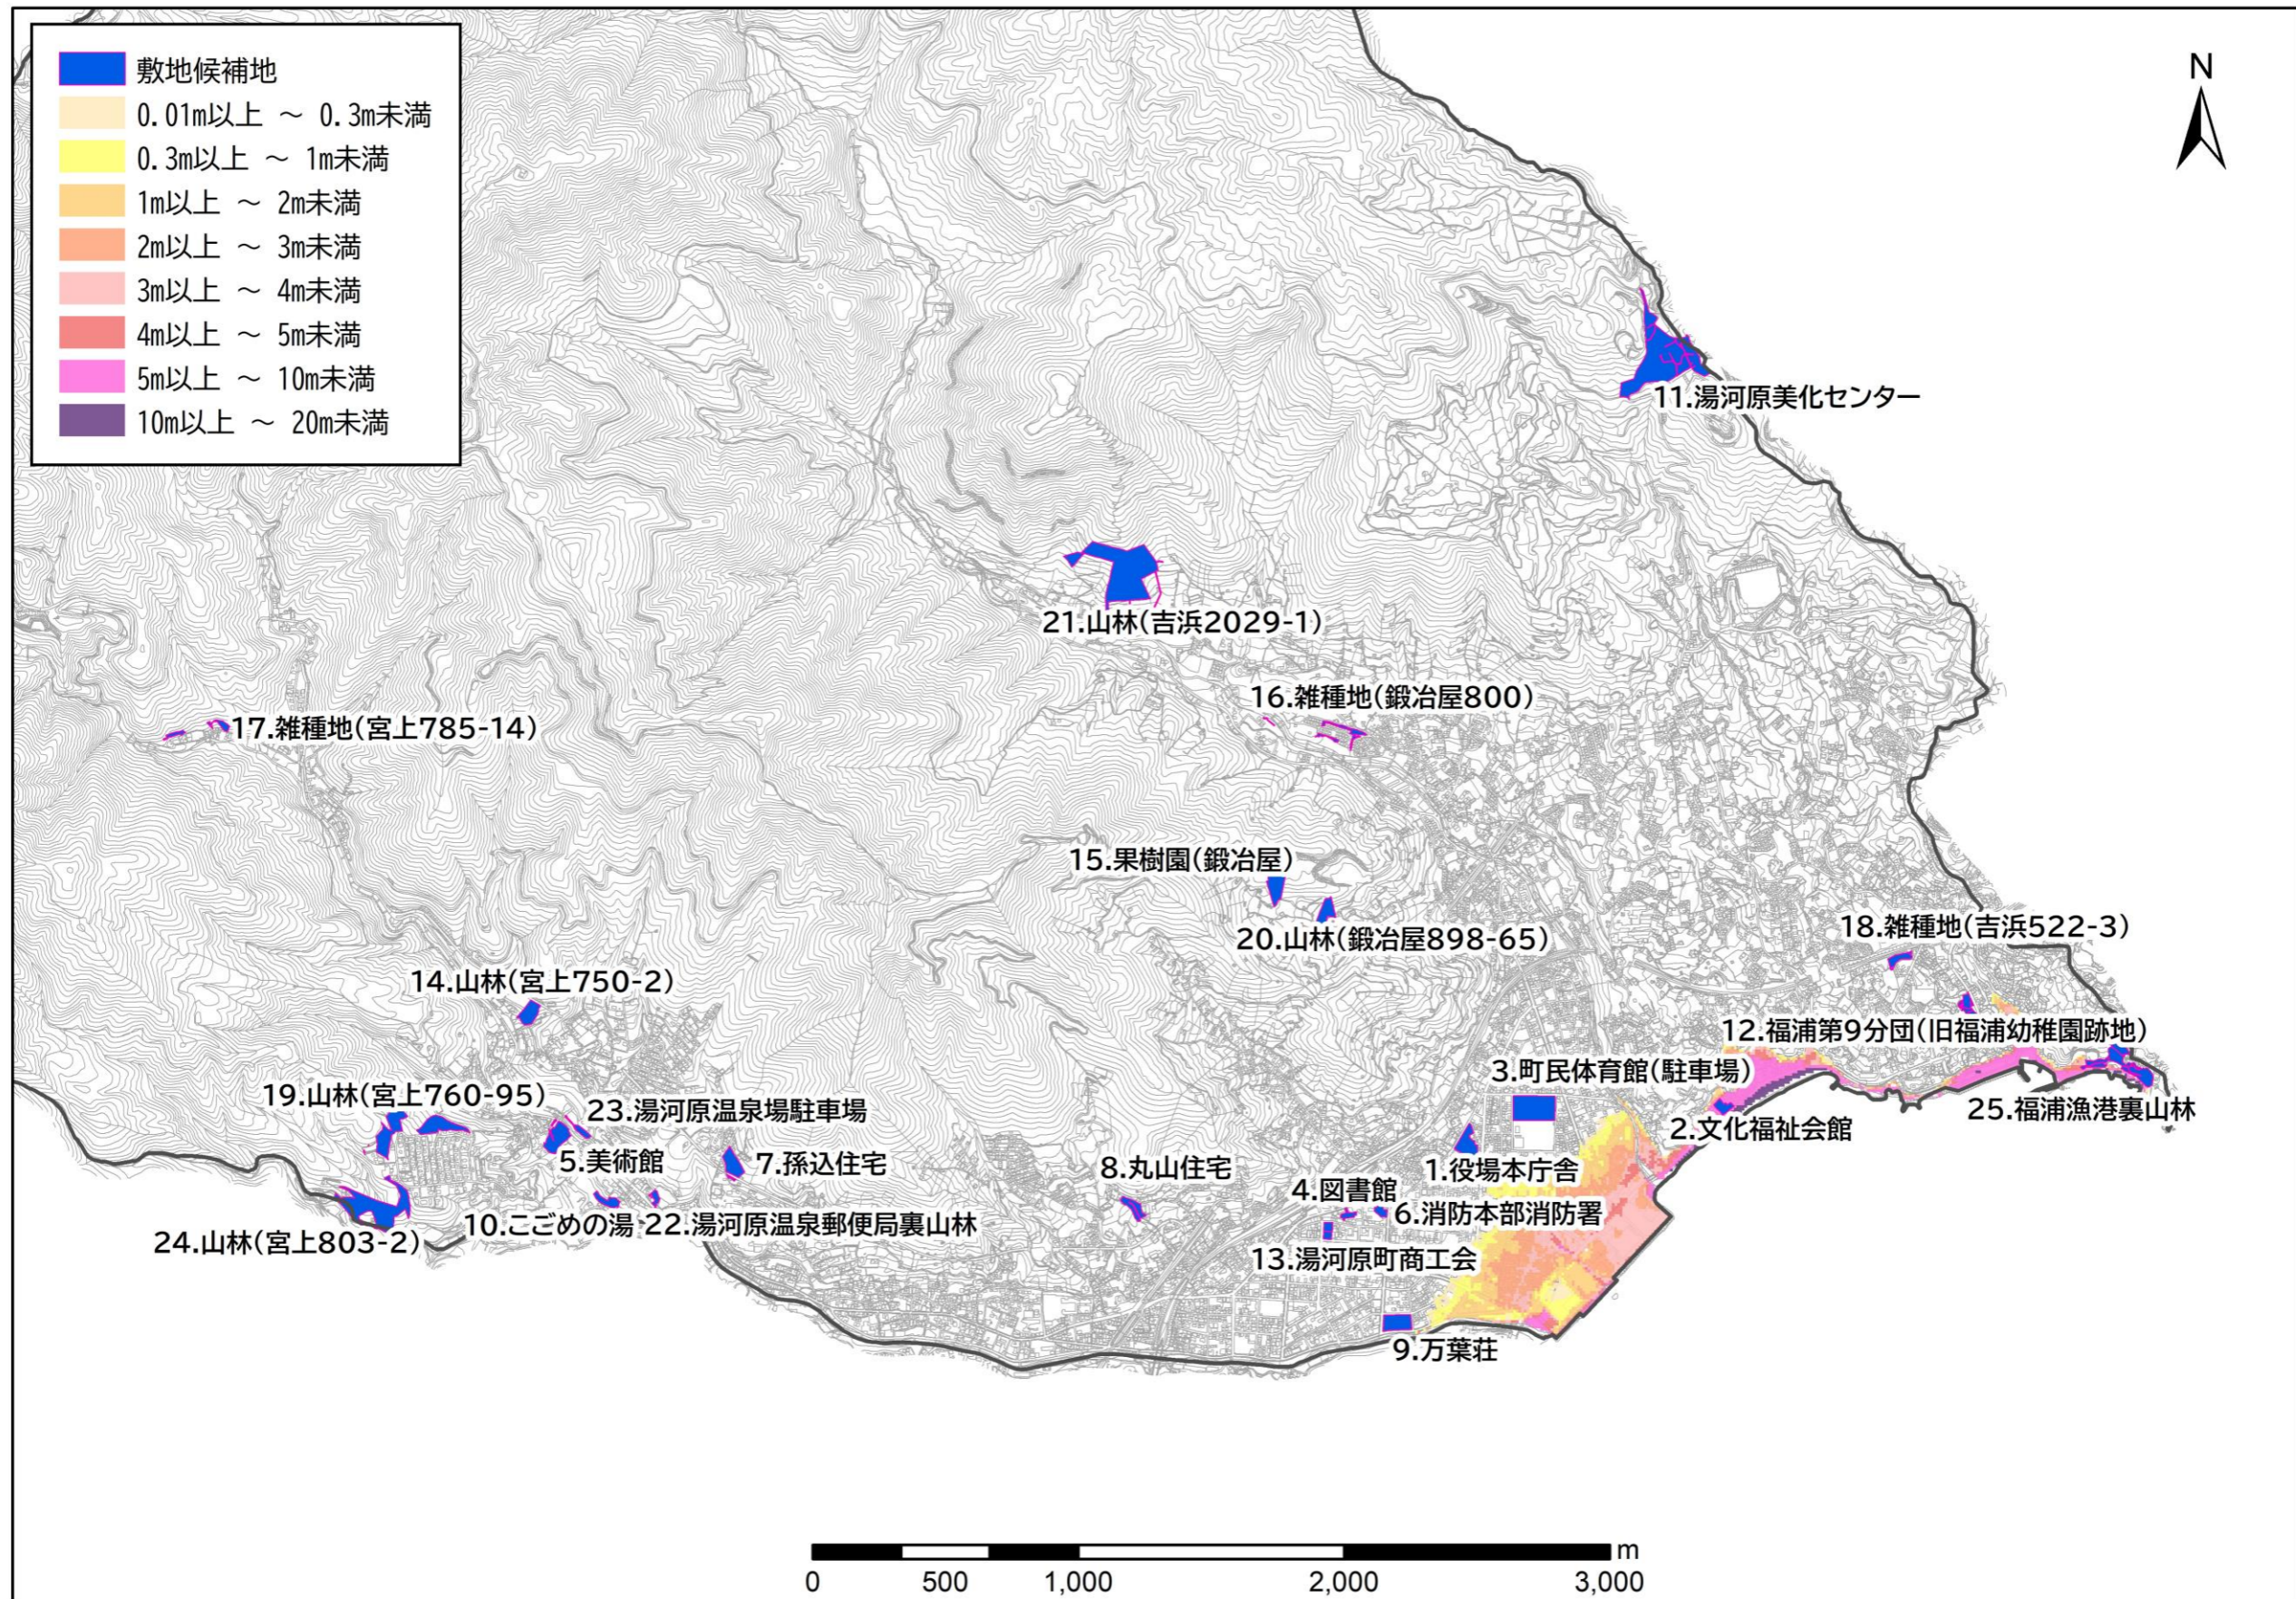 敷地候補地
0.01m以上 ～ 0.3m未満
0.3m以上 ～ 1m未満
1m以上 ～ 2m未満
2m以上 ～ 3m未満
3m以上 ～ 4m未満
4m以上 ～ 5m未満
5m以上 ～ 10m未満
10m以上 ～ 20m未満
N
11.湯河原美化センター
21.山林(吉浜2029-1)
16.雑種地(鍛冶屋800)
17.雑種地(宮上785-14)
15.果樹園(鍛冶屋)
20.山林(鍛冶屋898-65)
18.雑種地(吉浜522-3)
14.山林(宮上750-2)
12.福浦第9分団(旧福浦幼稚園跡地)
3.町民体育館(駐車場)
19.山林(宮上760-95)
23.湯河原温泉場駐車場
25.福浦漁港裏山林
2.文化福祉会館
5.美術館
7.孫込住宅
8.丸山住宅
1.役場本庁舎
4.図書館
6.消防本部消防署
10.こごめの湯
22.湯河原温泉郵便局裏山林
24.山林(宮上803-2)
13.湯河原町商工会
9.万葉荘
m
0 500 1,000 2,000 3,000